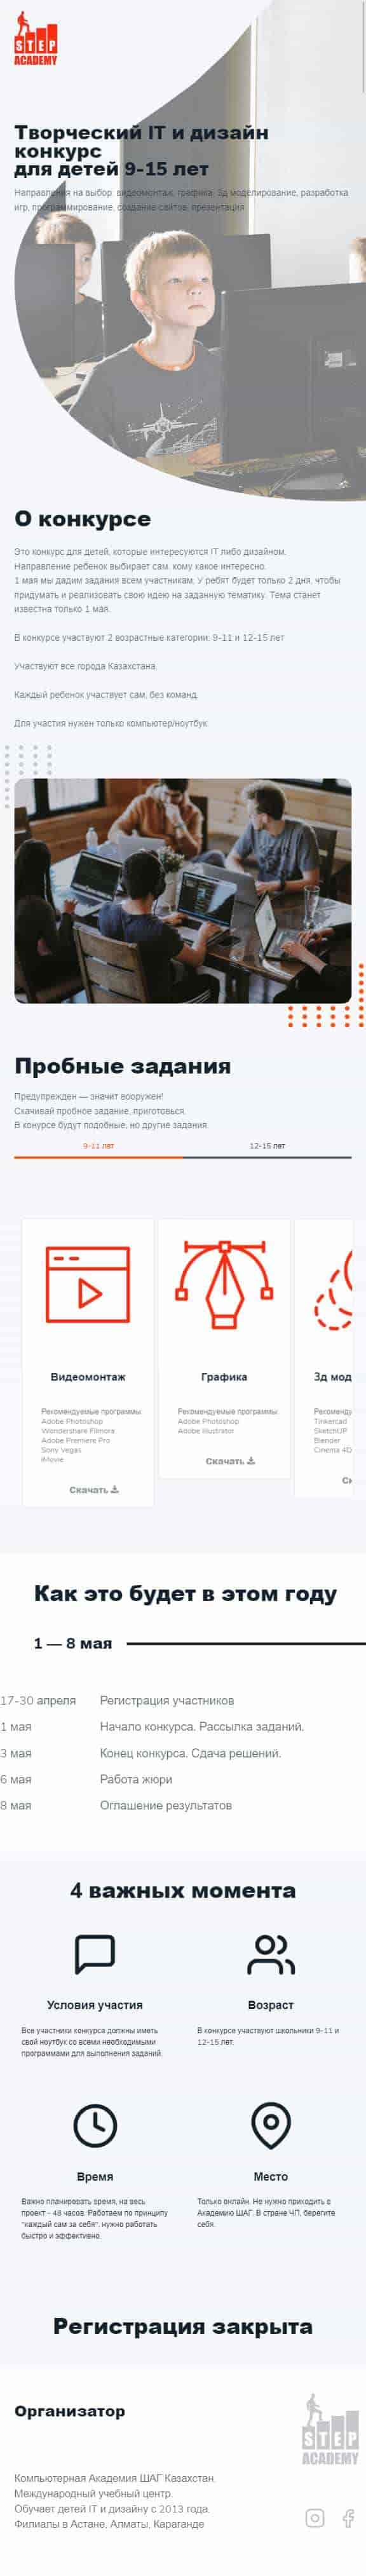 STEP
ACADEMY
Творческий IT и дизайн
конкурс
для детей 9-15 лет
Направления на выбор: видеомонтаж, графика, 3д моделирование, разработка
игр, программирование, создание сайтов, презентация
О конкурсе
Это конкурс для детей, которые интересуются IT либо дизайном.
Направление ребенок выбирает сам, кому какое интересно.
1 мая мы дадим задания всем участникам. У ребят будет только 2 дня, чтобы
придумать и реализовать свою идею на заданную тематику. Тема станет
известна только 1 мая.
В конкурсе участвуют 2 возрастные категории: 9-11 и 12-15 лет
Участвуют все города Казахстана.
Каждый ребенок участвует сам, без команд.
Для участия нужен только компьютер/ноутбук
Пробные задания
Предупрежден — значит вооружен!
Скачивай пробное задание, приготовься.
В конкурсе будут подобные, но другие задания.
9-11 лет 12-15 лет
Видеомонтаж Графика 3д мод
Рекомендуемые программы: Рекомендуемые программы: Рекоменду
Adobe Photoshop Adobe Photoshop Tinkercad
Wondershare Filmora Adobe Illustrator SketchUP
Adobe Premiere Pro Blender
Sony Vegas Cinema 4D
iMovie
Скачать Скачать Ск
Как это будет в этом году
1 — 8 мая
17-30 апреля Регистрация участников
1 мая Начало конкурса. Рассылка заданий.
3 мая Конец конкурса. Сдача решений.
6 мая Работа жюри
8 мая Оглашение результатов
4 важных момента
Условия участия
Все участники конкурса должны иметь
свой ноутбук со всеми необходимыми
программами для выполнения заданий.
Возраст
В конкурсе участвуют школьники 9-11 и
12-15 лет.
Время
Важно планировать время, на весь
проект - 48 часов. Работаем по принципу
"каждый сам за себя", нужно работать
быстро и эффективно.
Место
Только онлайн. Не нужно приходить в
Академию ШАГ. В стране ЧП, берегите
себя.
Регистрация закрыта
Организатор
STEP
ACADEMY
Компьютерная Академия ШАГ Казахстан
Международный учебный центр.
Обучает детей IT и дизайну с 2013 года.
Филиалы в Астане, Алматы, Караганде